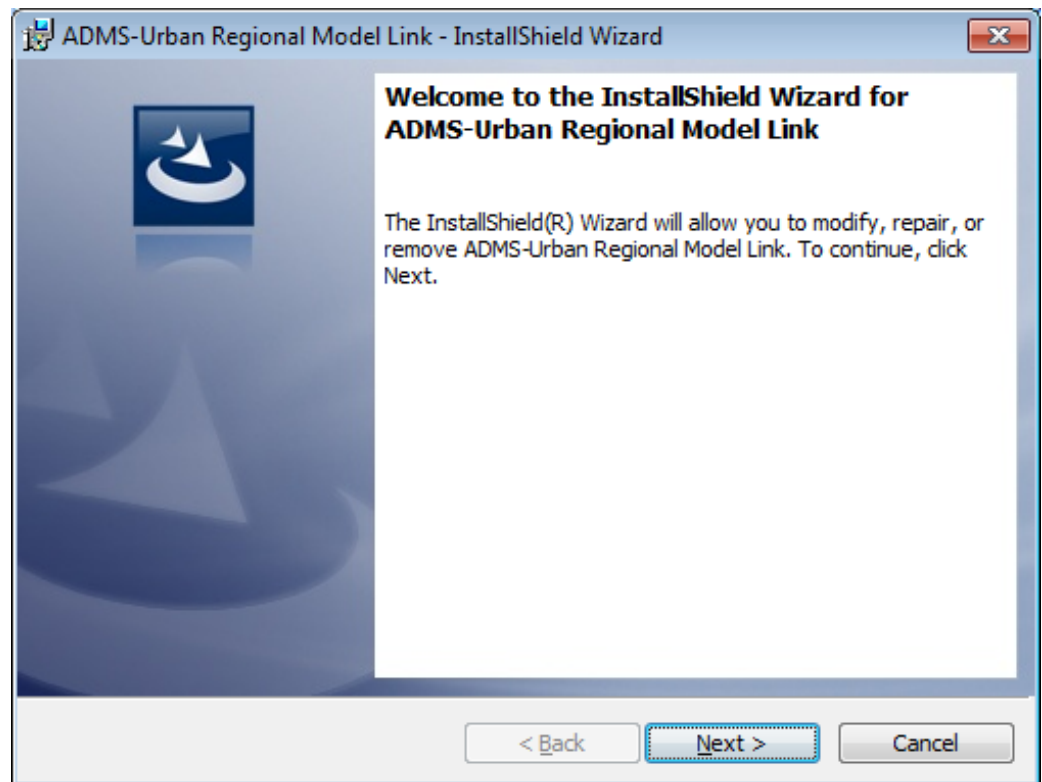 ADMS-Urban Regional Model Link - InstallShield Wizard
Welcome to the InstallShield Wizard for
ADMS-Urban Regional Model Link
The InstallShield(R) Wizard will allow you to modify, repair, or
remove ADMS-Urban Regional Model Link. To continue, click
Next.
< Back Next > Cancel